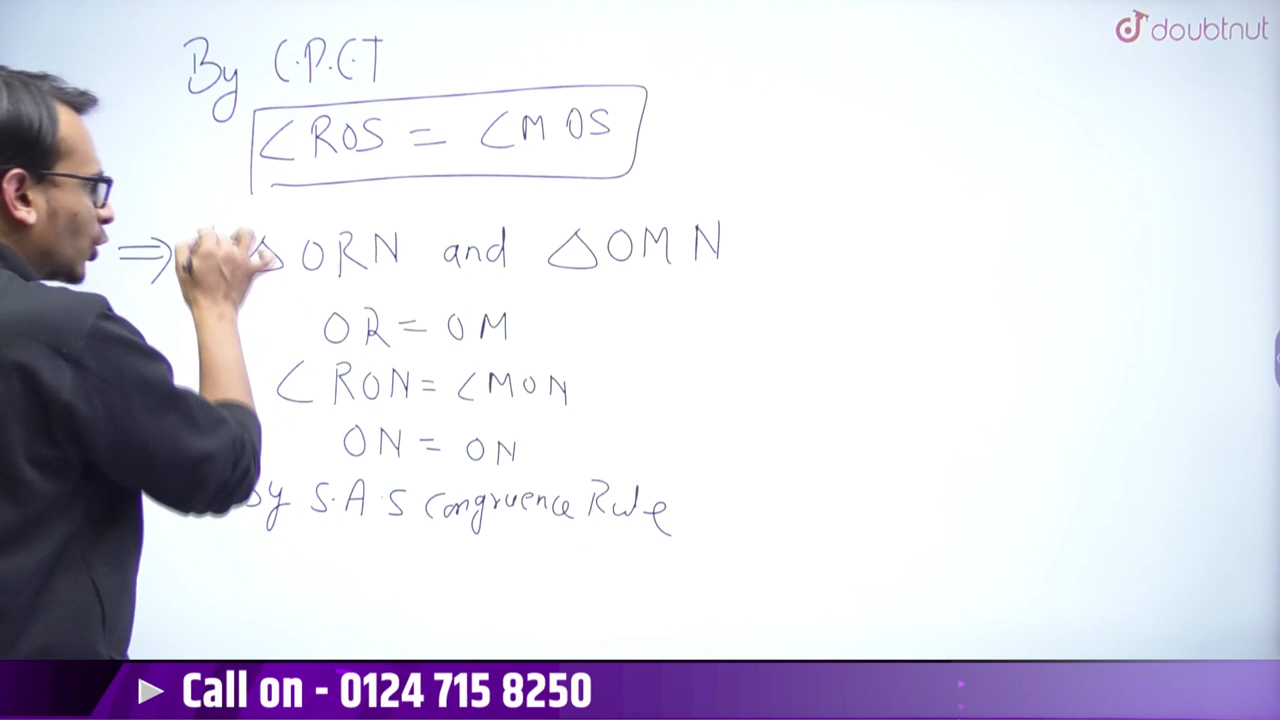 doubtnut
By C.P.C.T
∠ROS = ∠MOS
⇒ △ ORN and △OMN
OR = OM
∠RON = ∠MON
ON = ON
By S.A.S Congruence Rule
Call on - 0124 715 8250